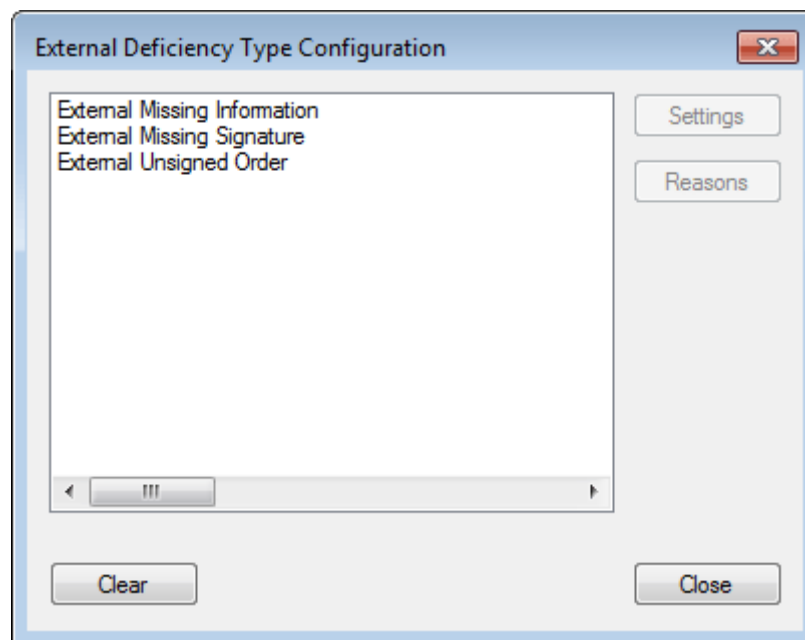 External Deficiency Type Configuration
External Missing Information
External Missing Signature
External Unsigned Order
Settings
Reasons
Clear
Close